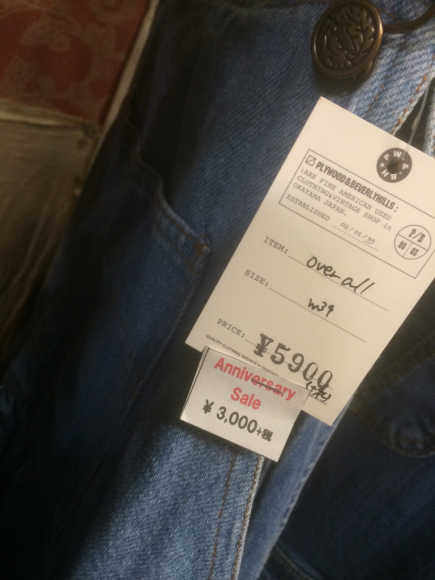 PLYWOOD & BEVERLYHILLS:
:ARE FINE AMERICAN USED
CLOTHING&VINTAGE SHOP in
OKAYAMA JAPAN.
ESTABLISHED
ITEM: over all
SIZE: W34
PRICE: ¥5900
Anniversary
Sale
¥ 3,000+税